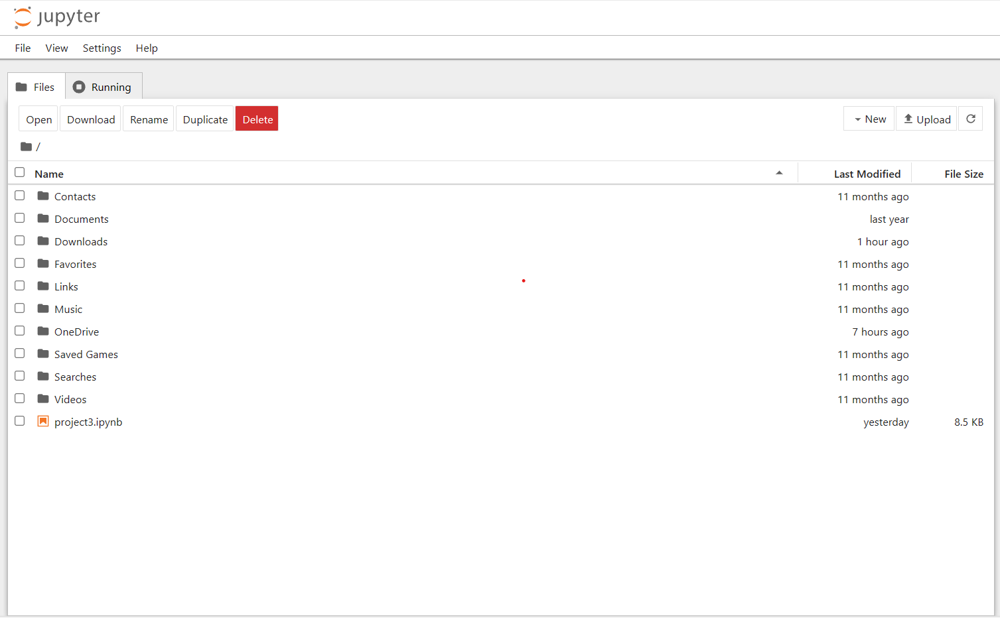 jupyter
File View Settings Help
Files Running
Open Download Rename Duplicate Delete New Upload
/
Name Last Modified File Size
Contacts 11 months ago
Documents last year
Downloads 1 hour ago
Favorites 11 months ago
Links 11 months ago
Music 11 months ago
OneDrive 7 hours ago
Saved Games 11 months ago
Searches 11 months ago
Videos 11 months ago
project3.ipynb yesterday 8.5 KB